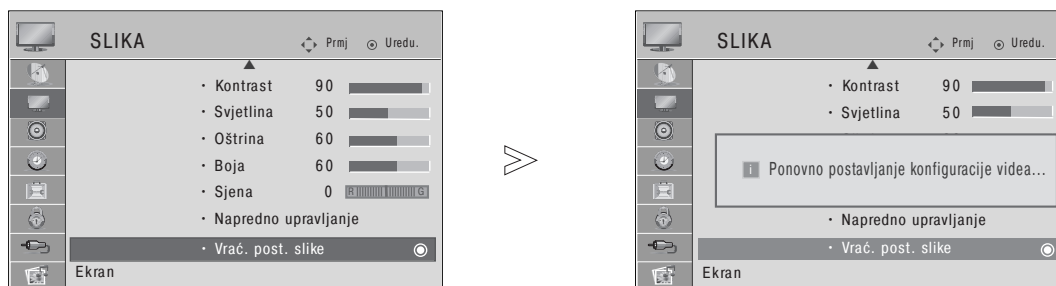 SLIKA
Prmj
Uredu.
Kontrast 90
Svjetlina 50
Oštrina 60
Boja 60
Sjena 0 R G
Napredno upravljanje
Vrać. post. slike
Ekran
SLIKA
Prmj
Uredu.
Kontrast 90
Svjetlina 50
i Ponovno postavljanje konfiguracije videa...
Napredno upravljanje
Vrać. post. slike
Ekran